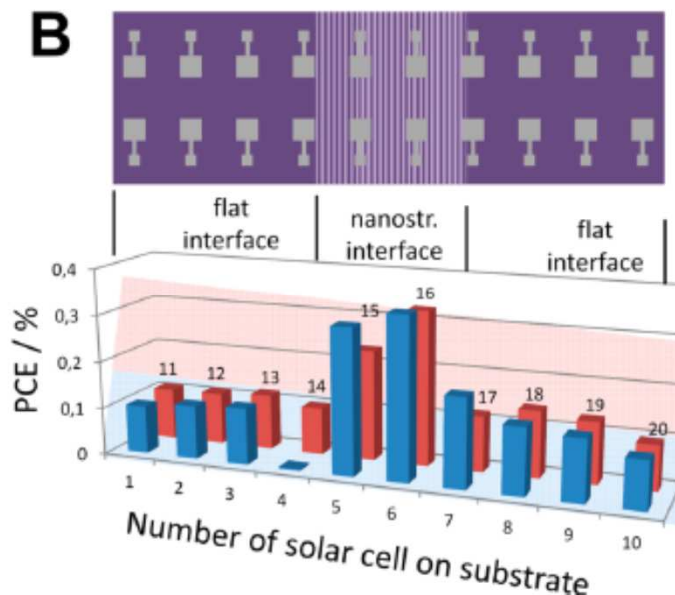 B
flat
interface
nanostr.
interface
flat
interface
0,4
0,3
0,2
0,1
0
PCE / %
11
12
13
14
15
16
17
18
19
20
1
2
3
4
5
6
7
8
9
10
Number of solar cell on substrate